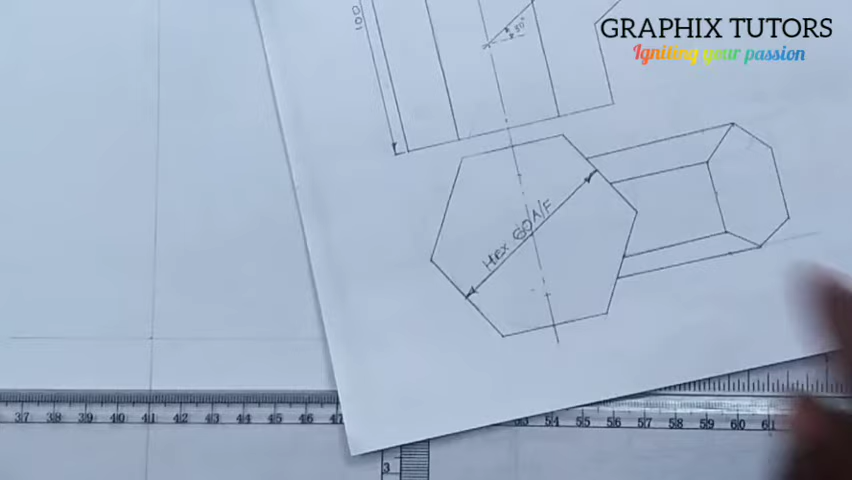 GRAPHIX TUTORS
Igniting your passion
100
30°
HEX 60 A/F
37 38 39 40 41 42 43 44 45 46 47
53 54 55 56 57 58 59 60 61
3